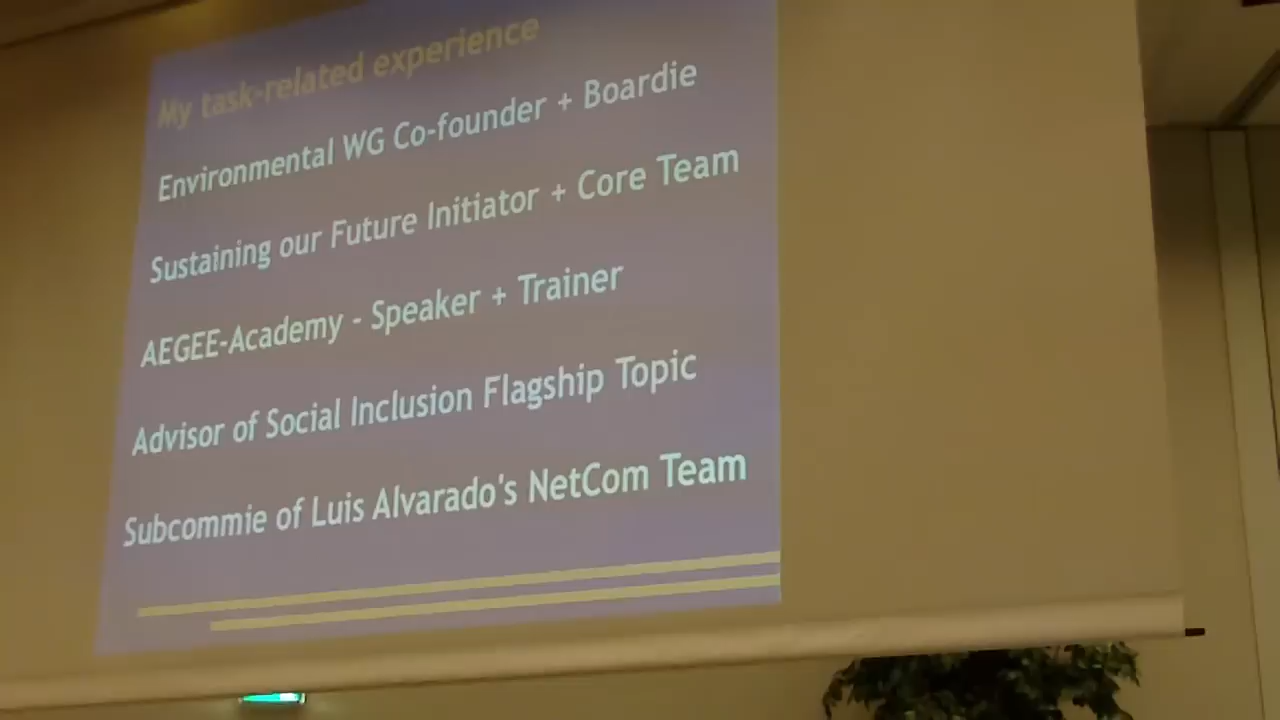 My task-related experience
Environmental WG Co-founder + Boardie
Sustaining our Future Initiator + Core Team
AEGEE-Academy - Speaker + Trainer
Advisor of Social Inclusion Flagship Topic
Subcommie of Luis Alvarado's NetCom Team